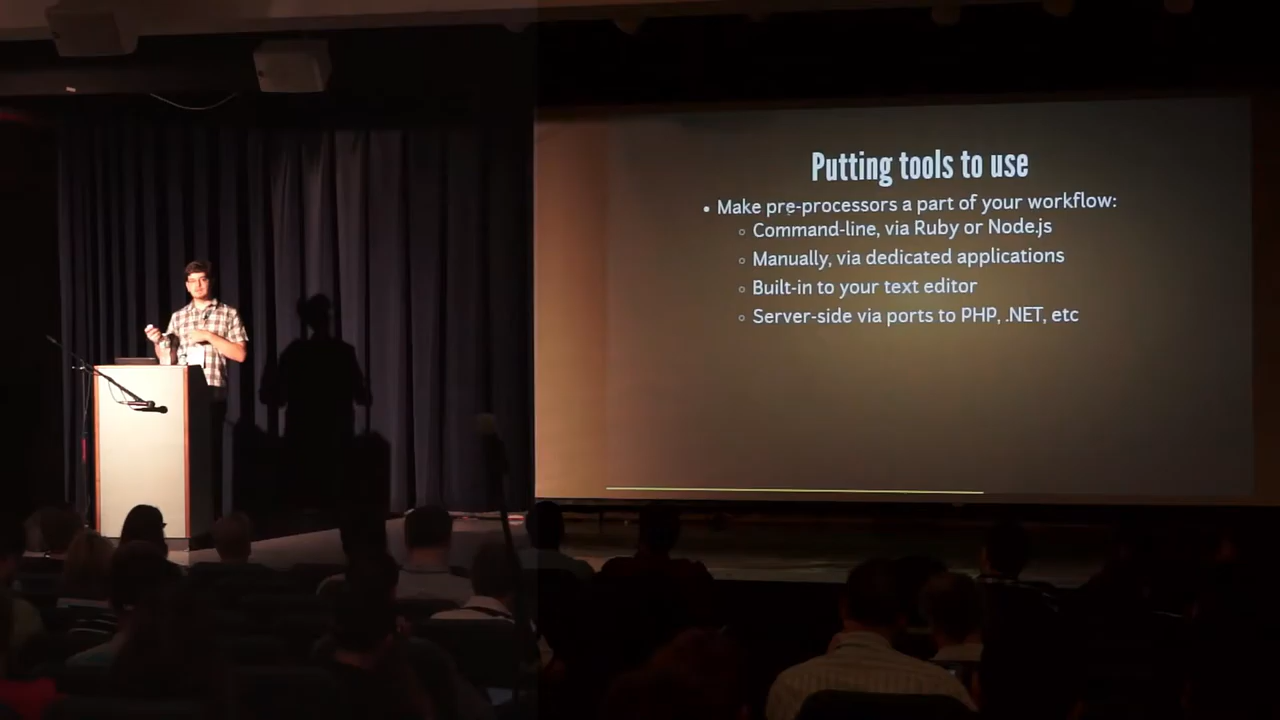 Putting tools to use
• Make pre-processors a part of your workflow:
◦ Command-line, via Ruby or Node.js
◦ Manually, via dedicated applications
◦ Built-in to your text editor
◦ Server-side via ports to PHP, .NET, etc